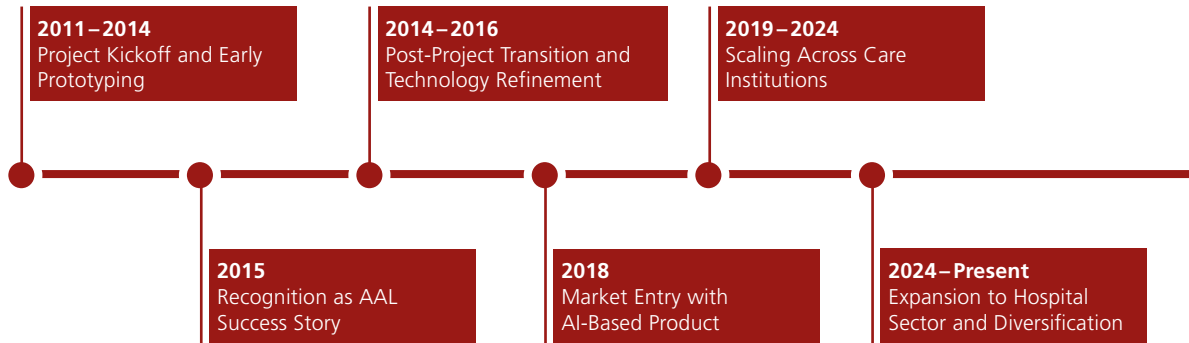 2011–2014
Project Kickoff and Early
Prototyping
2014–2016
Post-Project Transition and
Technology Refinement
2019–2024
Scaling Across Care
Institutions
2015
Recognition as AAL
Success Story
2018
Market Entry with
AI-Based Product
2024–Present
Expansion to Hospital
Sector and Diversification